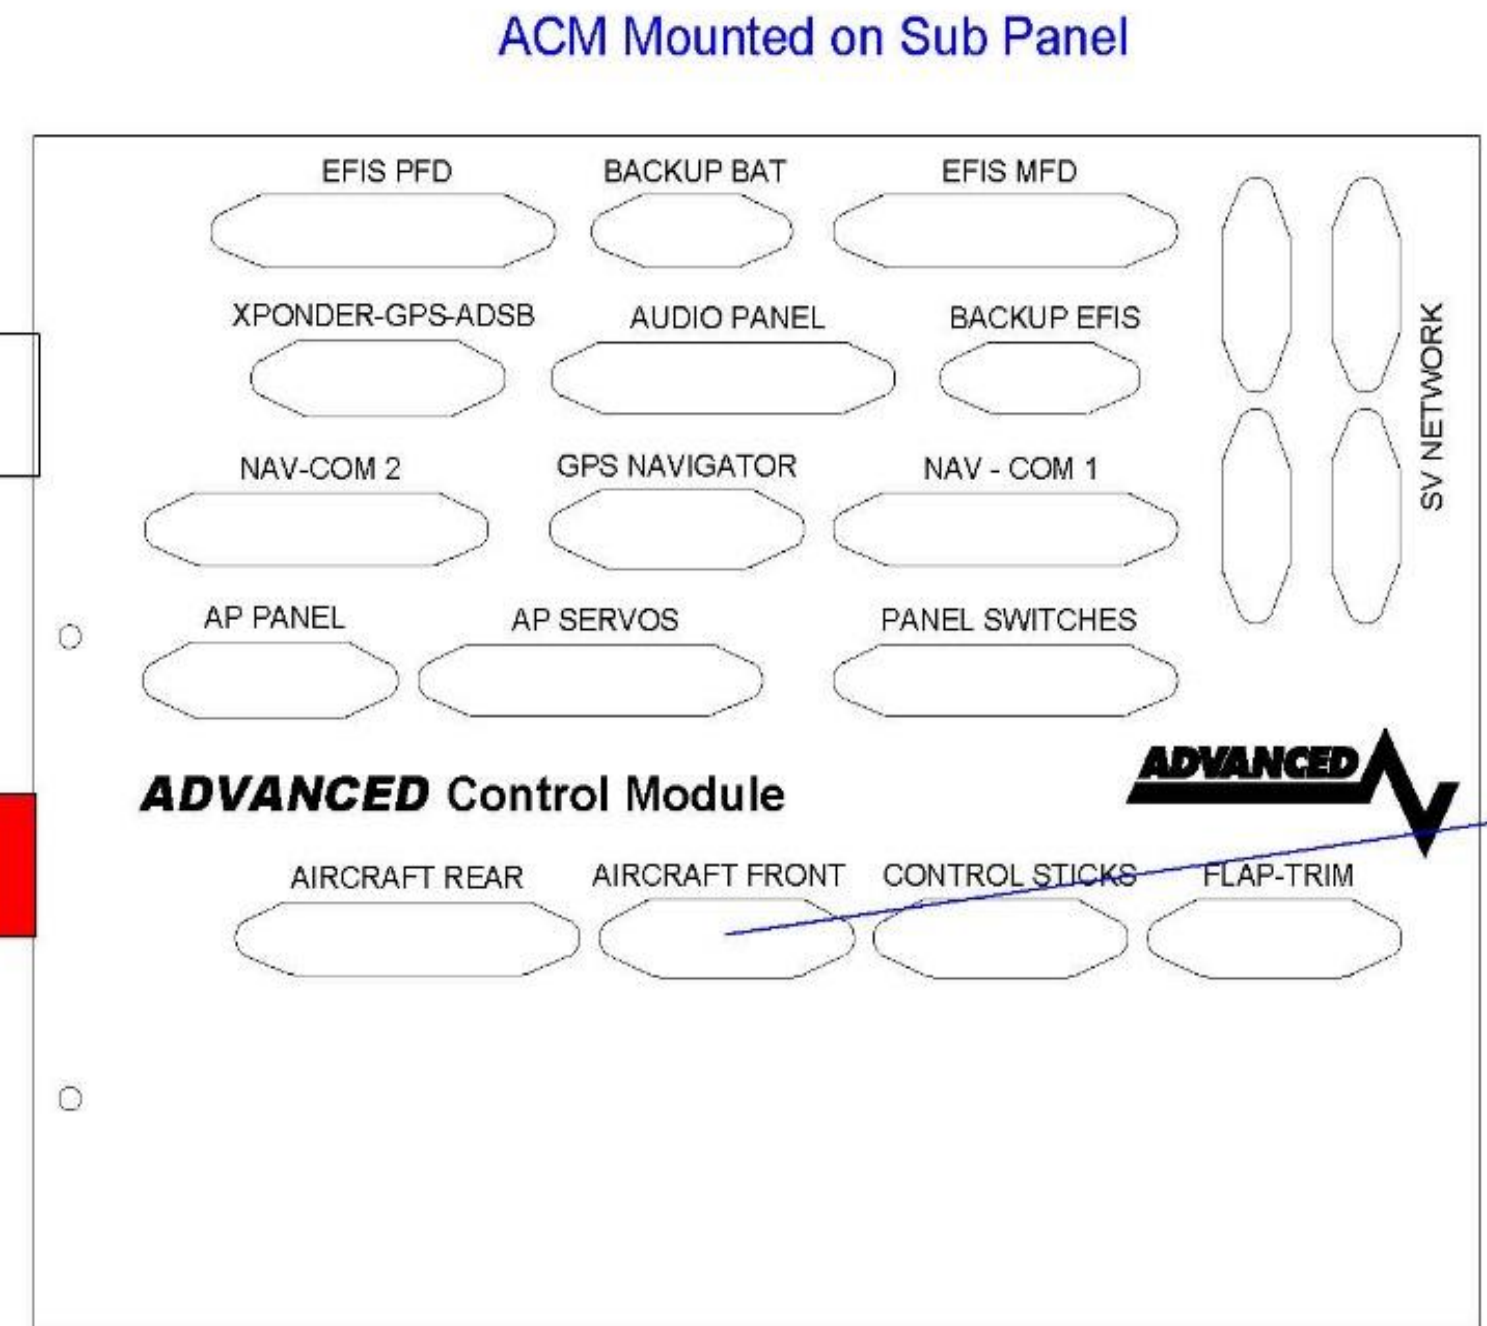 ACM Mounted on Sub Panel
EFIS PFD
BACKUP BAT
EFIS MFD
XPONDER-GPS-ADSB
AUDIO PANEL
BACKUP EFIS
SV NETWORK
NAV-COM 2
GPS NAVIGATOR
NAV - COM 1
AP PANEL
AP SERVOS
PANEL SWITCHES
ADVANCED Control Module
ADVANCED
AIRCRAFT REAR
AIRCRAFT FRONT
CONTROL STICKS
FLAP-TRIM